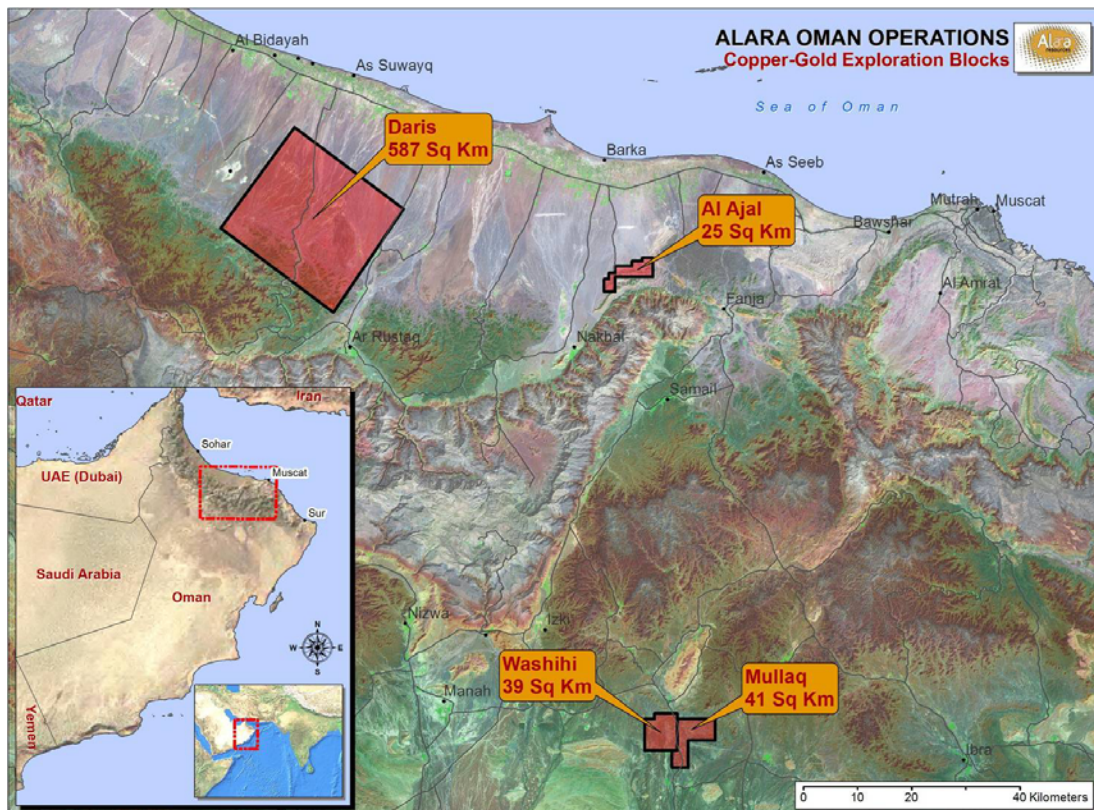 ALARA OMAN OPERATIONS
Copper-Gold Exploration Blocks
Alara
resources
Sea of Oman
Al Bidayah
As Suwayq
Daris
587 Sq Km
Barka
As Seeb
Al Ajal
25 Sq Km
Mutrah
Muscat
Bawshar
Al Amrat
Fanja
Ar Rustaq
Nakhal
Samail
Nizwa
Izki
Washihi
39 Sq Km
Mullaq
41 Sq Km
Manah
Ibra
0 10 20 40 Kilometers
Qatar
Iran
Sohar
UAE (Dubai)
Muscat
Sur
Saudi Arabia
Oman
N
W E
S
Yemen